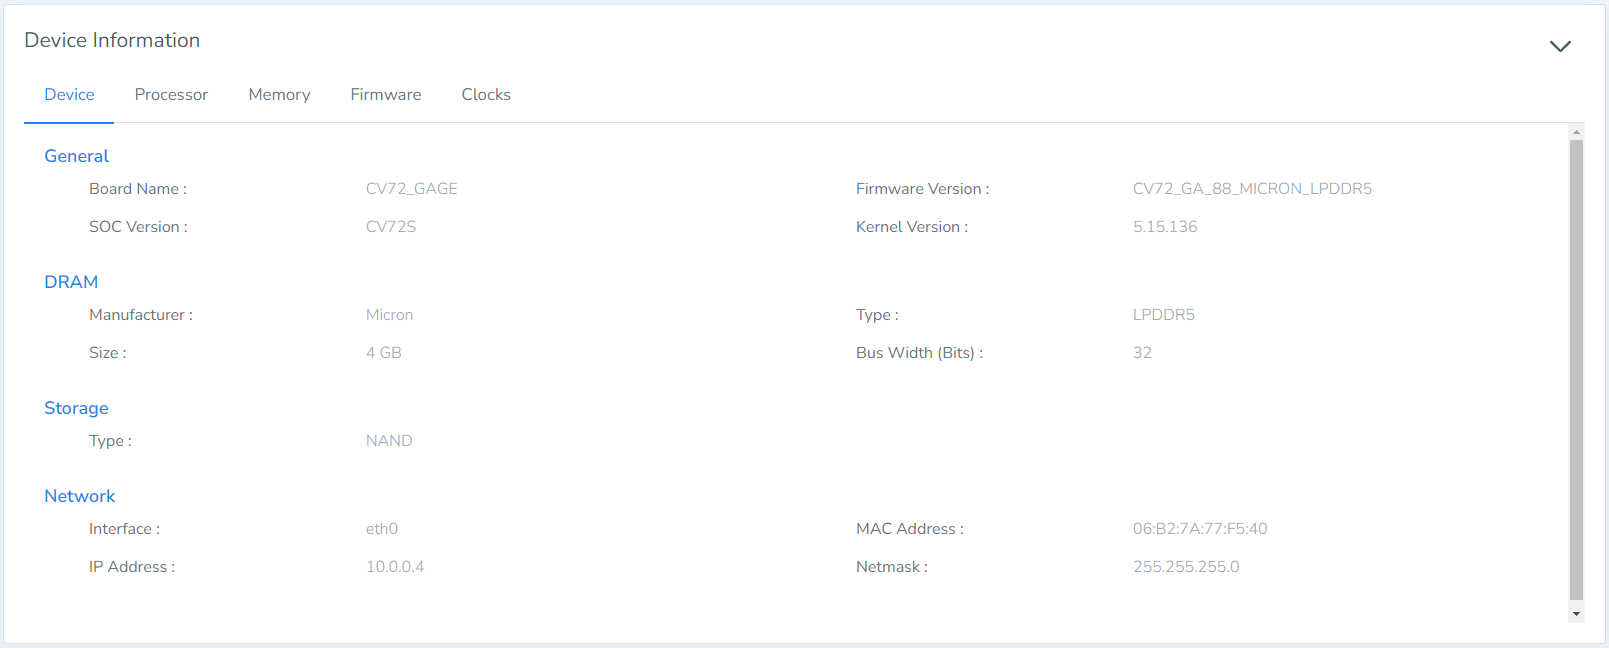 Device Information
Device Processor Memory Firmware Clocks
General
Board Name : CV72_GAGE Firmware Version : CV72_GA_88_MICRON_LPDDR5
SOC Version : CV72S Kernel Version : 5.15.136
DRAM
Manufacturer : Micron Type : LPDDR5
Size : 4 GB Bus Width (Bits) : 32
Storage
Type : NAND
Network
Interface : eth0 MAC Address : 06:B2:7A:77:F5:40
IP Address : 10.0.0.4 Netmask : 255.255.255.0